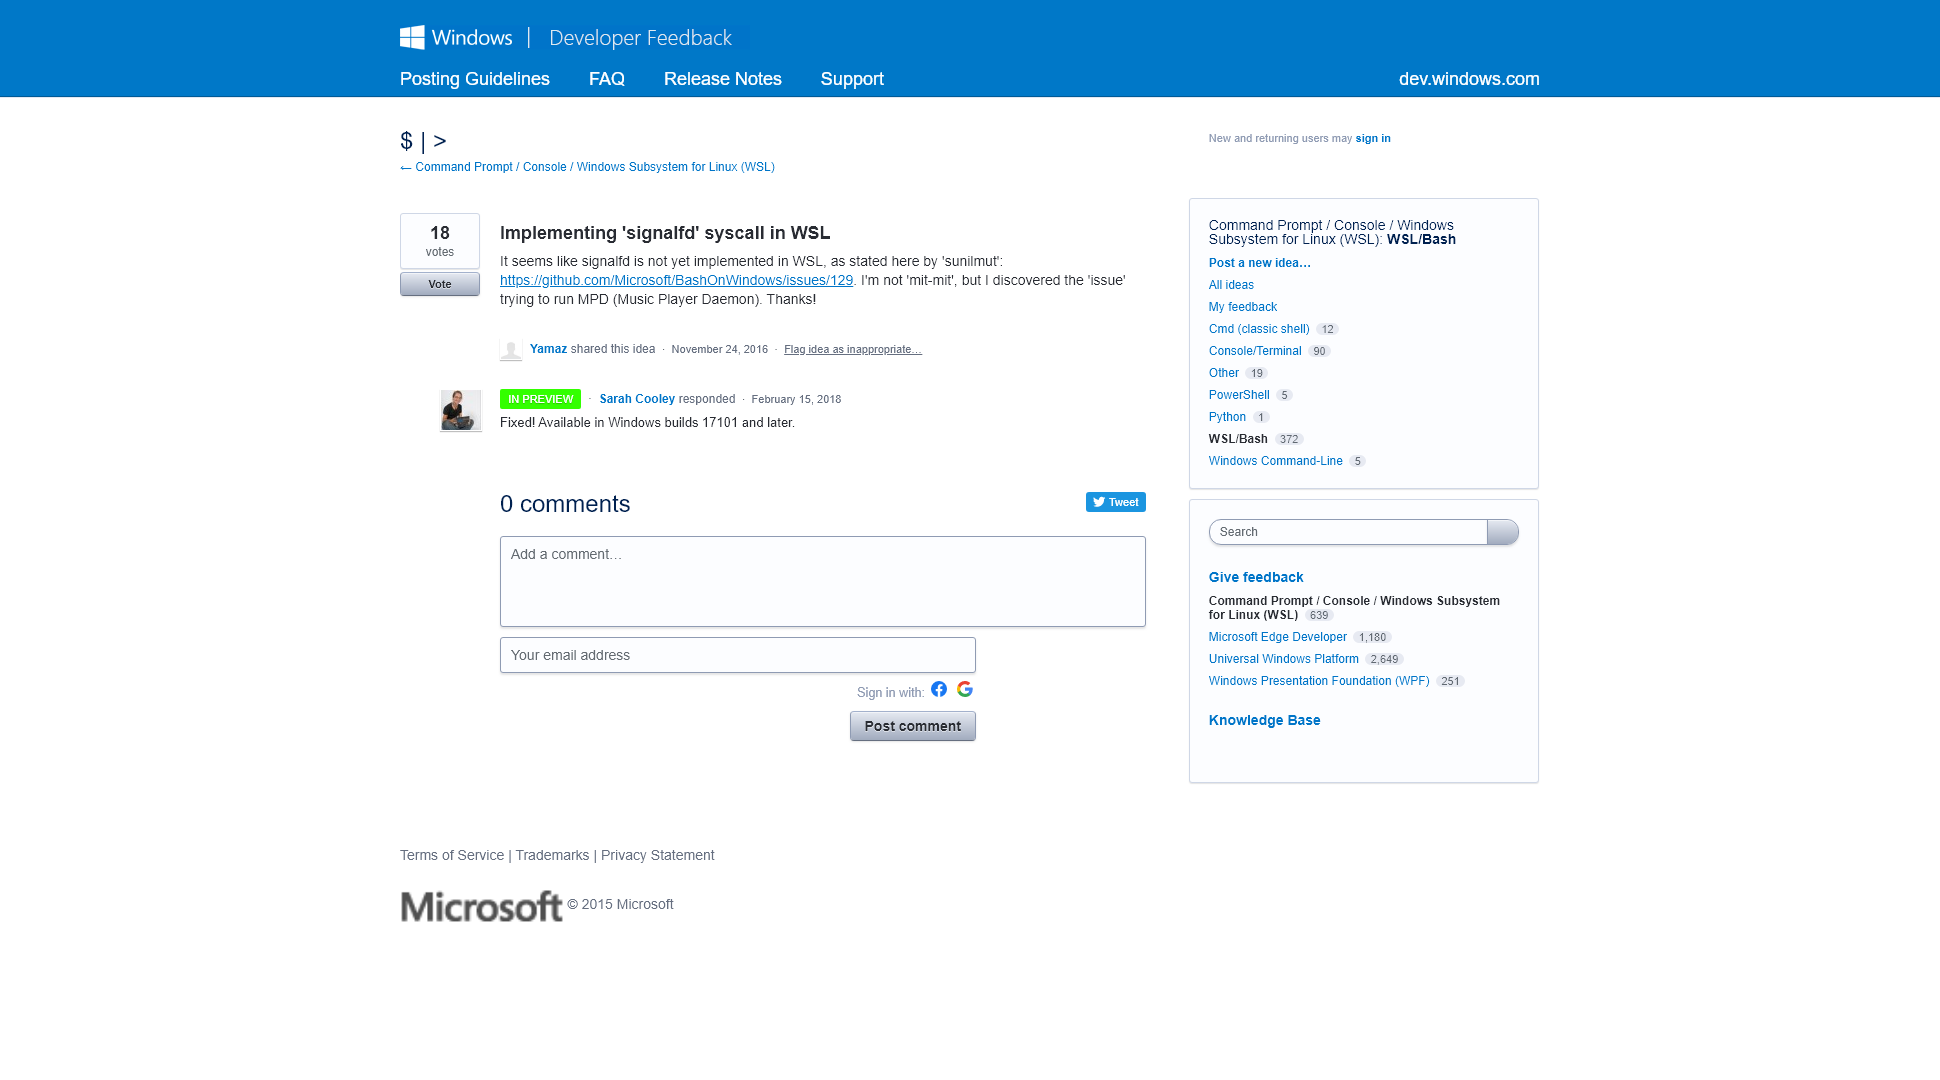 Windows | Developer Feedback
Posting Guidelines FAQ Release Notes Support dev.windows.com
$ | >
← Command Prompt / Console / Windows Subsystem for Linux (WSL)
New and returning users may sign in
18
votes
Vote
Implementing 'signalfd' syscall in WSL
It seems like signalfd is not yet implemented in WSL, as stated here by 'sunilmut':
https://github.com/Microsoft/BashOnWindows/issues/129. I'm not 'mit-mit', but I discovered the 'issue'
trying to run MPD (Music Player Daemon). Thanks!
Yamaz shared this idea · November 24, 2016 · Flag idea as inappropriate…
IN PREVIEW · Sarah Cooley responded · February 15, 2018
Fixed! Available in Windows builds 17101 and later.
0 comments
Tweet
Add a comment…
Your email address
Sign in with:
Post comment
Command Prompt / Console / Windows
Subsystem for Linux (WSL): WSL/Bash
Post a new idea…
All ideas
My feedback
Cmd (classic shell) 12
Console/Terminal 90
Other 19
PowerShell 5
Python 1
WSL/Bash 372
Windows Command-Line 5
Search
Give feedback
Command Prompt / Console / Windows Subsystem
for Linux (WSL) 639
Microsoft Edge Developer 1,180
Universal Windows Platform 2,649
Windows Presentation Foundation (WPF) 251
Knowledge Base
Terms of Service | Trademarks | Privacy Statement
Microsoft © 2015 Microsoft